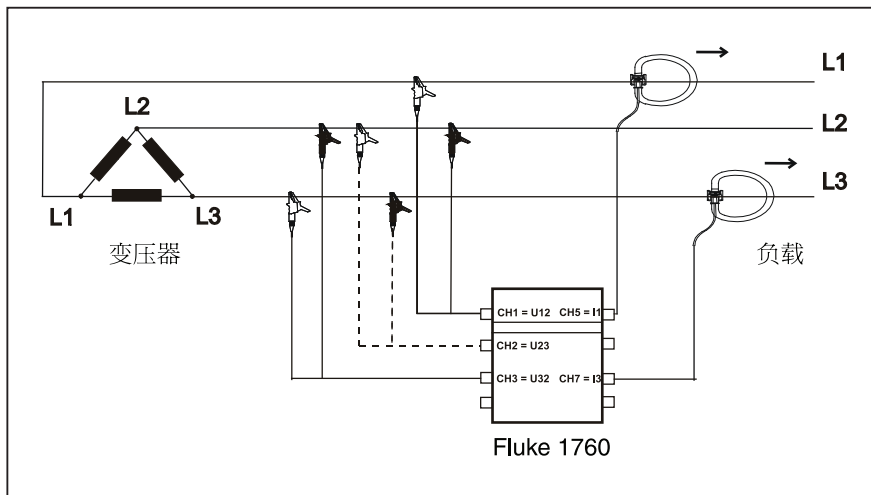 L1
L2
L2
L3
L1
L3
变压器
负载
CH1 = U12 CH5 = I1
CH2 = U23
CH3 = U32 CH7 = I3
Fluke 1760